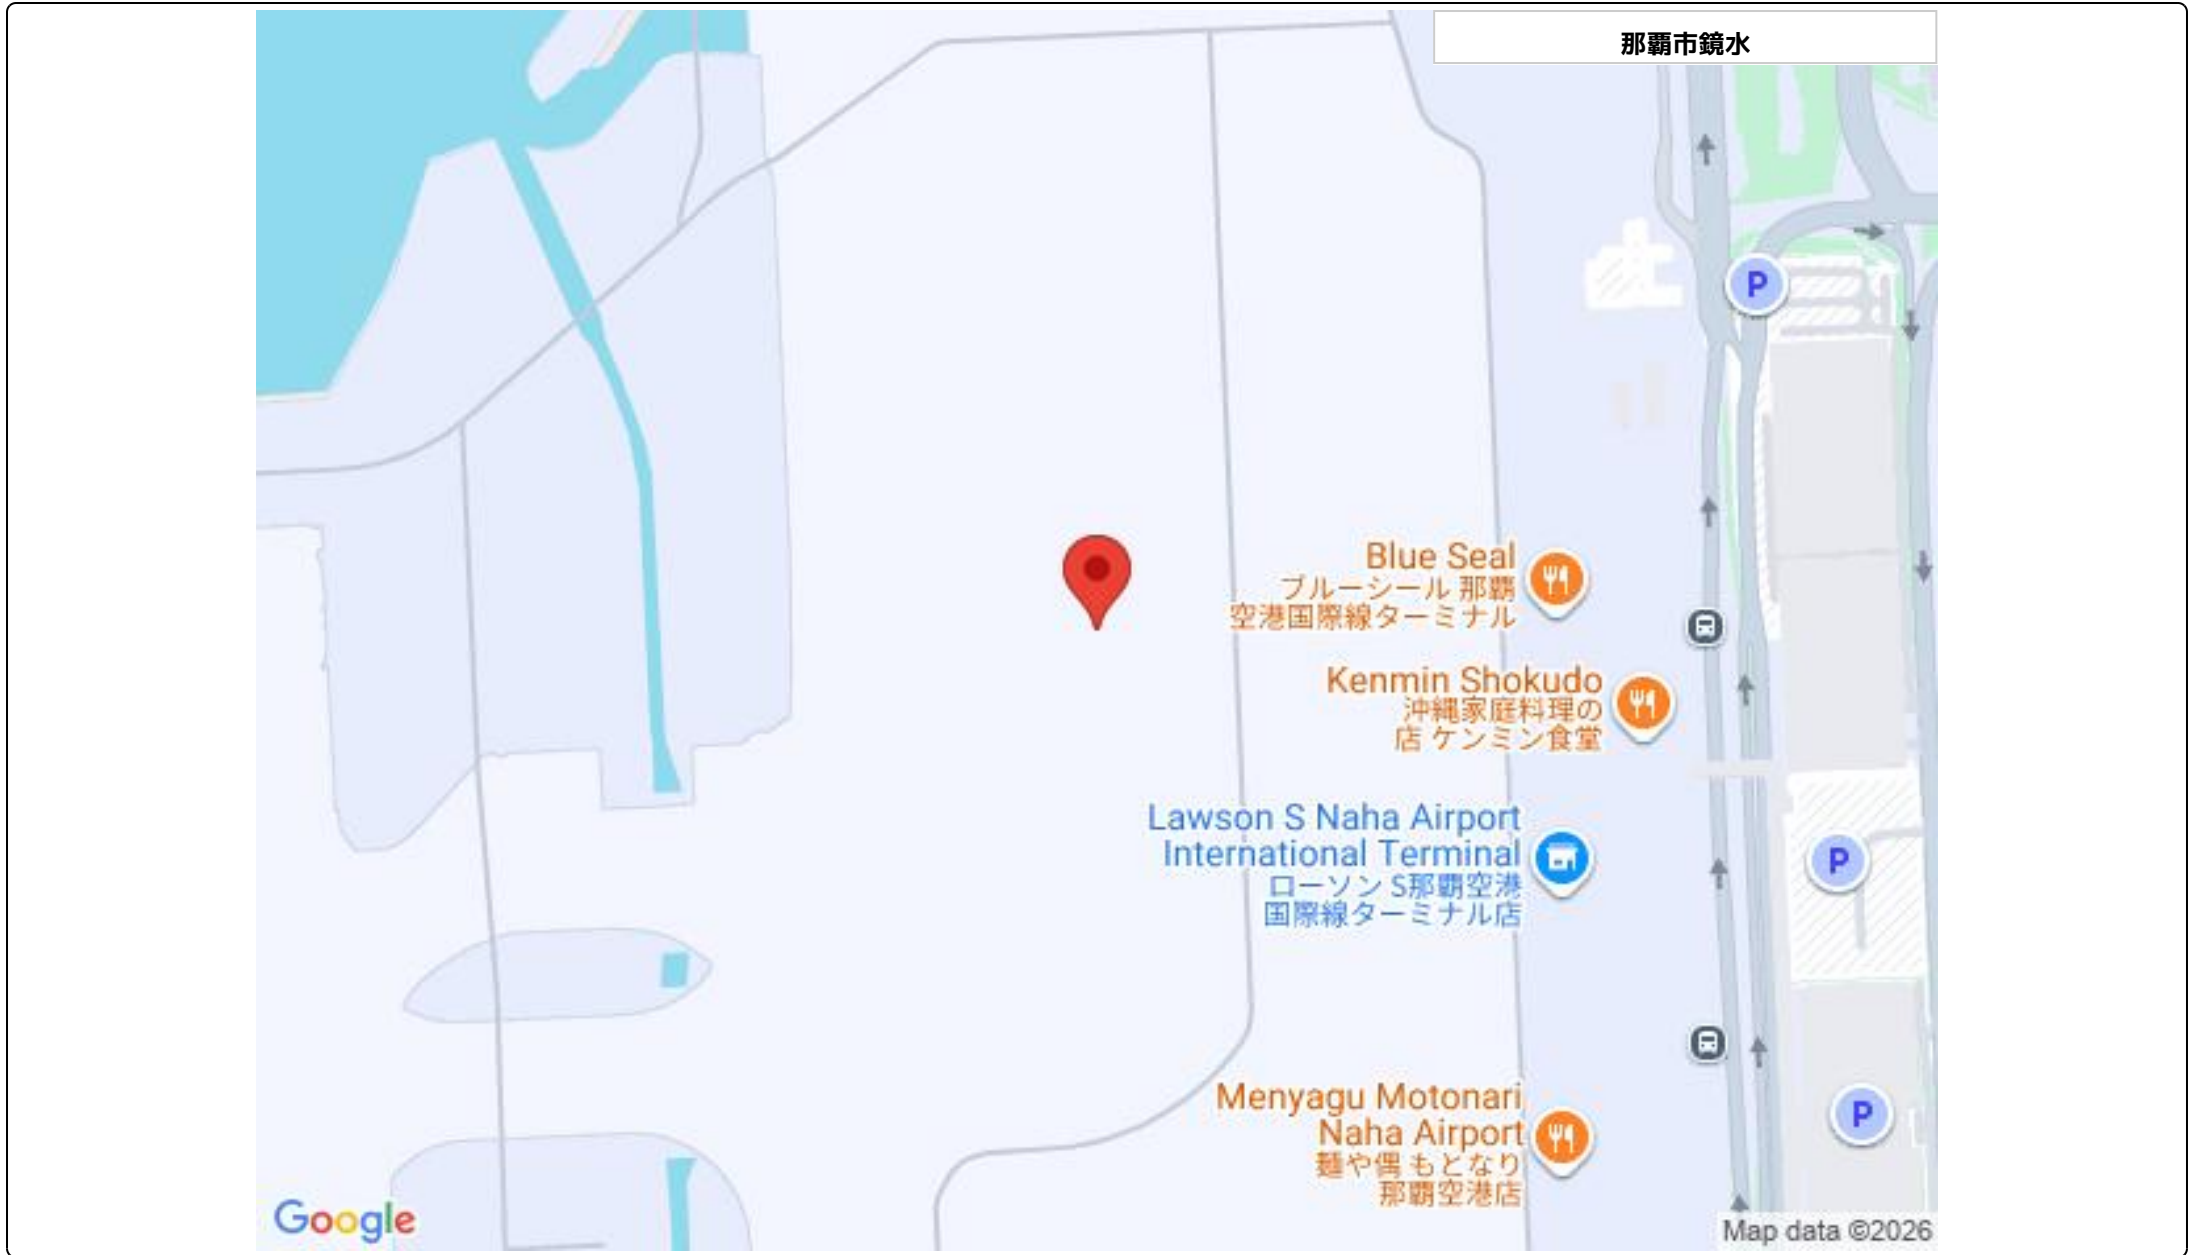 那覇市鏡水
P
Blue Seal
ブルーシール 那覇
空港国際線ターミナル
Kenmin Shokudo
沖縄家庭料理の
店 ケンミン食堂
Lawson S Naha Airport
International Terminal
ローソン S那覇空港
国際線ターミナル店
P
Menyagu Motonari
Naha Airport
麺や偶 もとなり
那覇空港店
P
Google
Map data ©2026